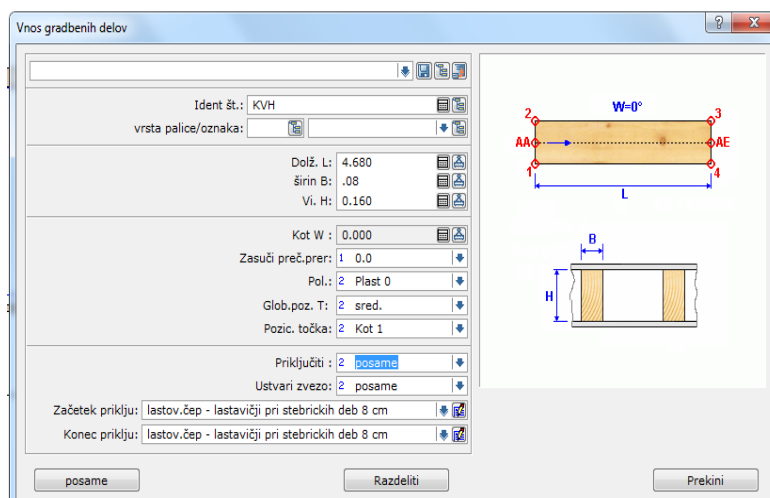 Vnos gradbenih delov
Ident št.: KVH
vrsta palice/oznaka:
Dolž. L: 4.680
širin B: .08
Vi. H: 0.160
Kot W : 0.000
Zasuči preč.prer: 1 0.0
Pol.: 2 Plast 0
Glob.poz. T: 2 sred.
Pozic. točka: 2 Kot 1
Priključiti : 2 posame
Ustvari zvezo: 2 posame
Začetek priklju: lastov.čep - lastavičji pri stebrickih deb 8 cm
Konec priklju: lastov.čep - lastavičji pri stebrickih deb 8 cm
posame Razdeliti Prekini
W=0°
2 3
AA AE
1 4
L
B
H